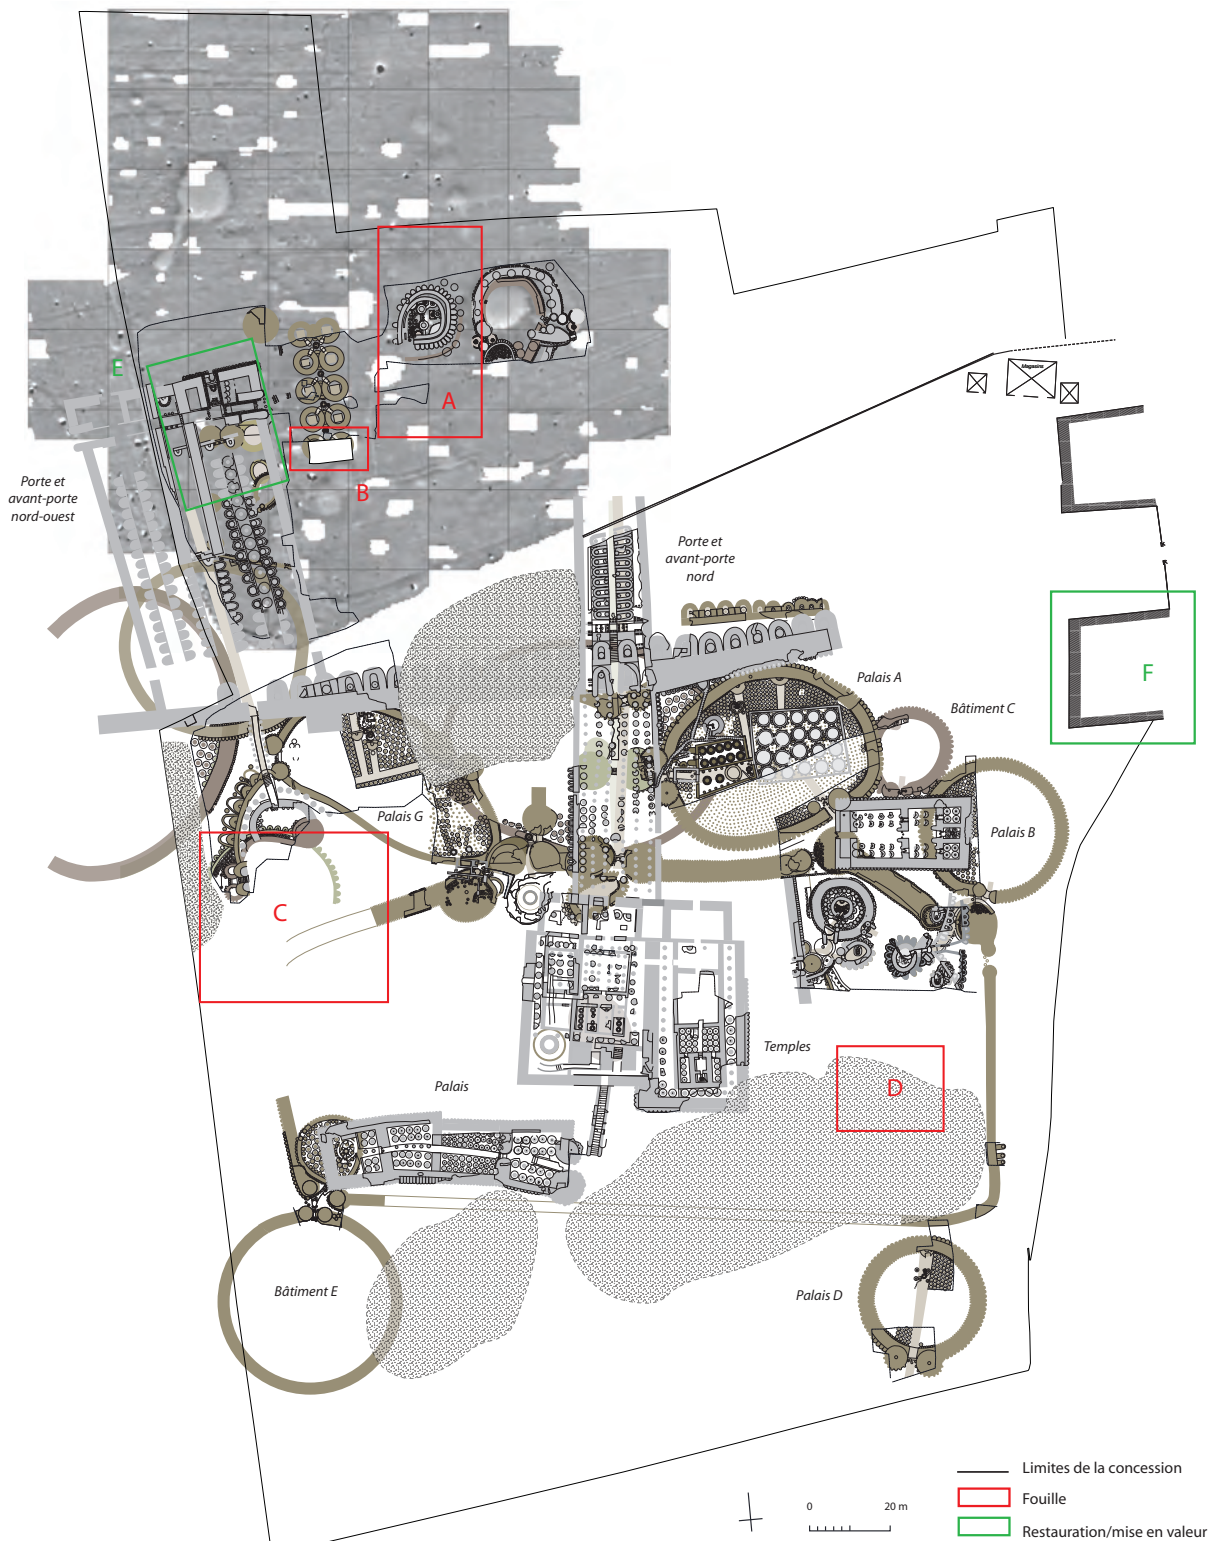 E
A
B
Porte et
avant-porte
nord-ouest
Magasins
Porte et
avant-porte
nord
Palais A
Bâtiment C
F
Palais G
Palais B
C
Temples
D
Palais
Bâtiment E
Palais D
0 20 m
Limites de la concession
Fouille
Restauration/mise en valeur